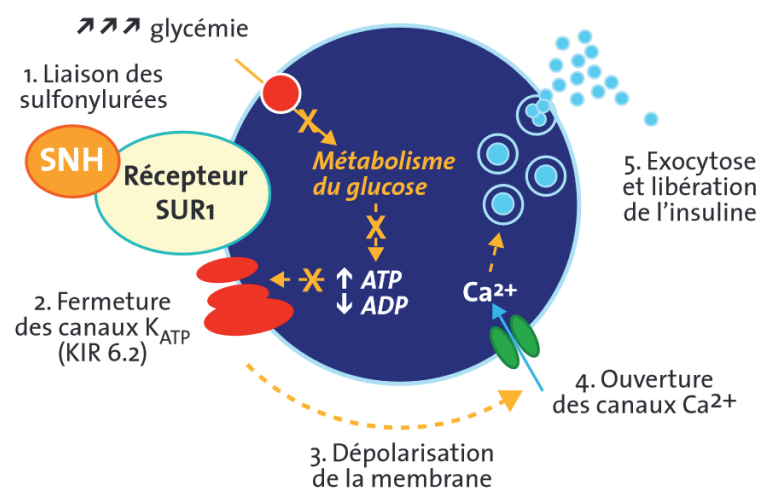 ↗↗↗ glycémie
1. Liaison des
sulfonylurées
SNH
Récepteur
SUR1
Métabolisme
du glucose
X
X
X
↑ ATP
↓ ADP
2. Fermeture
des canaux KATP
(KIR 6.2)
3. Dépolarisation
de la membrane
Ca2+
4. Ouverture
des canaux Ca2+
5. Exocytose
et libération
de l'insuline